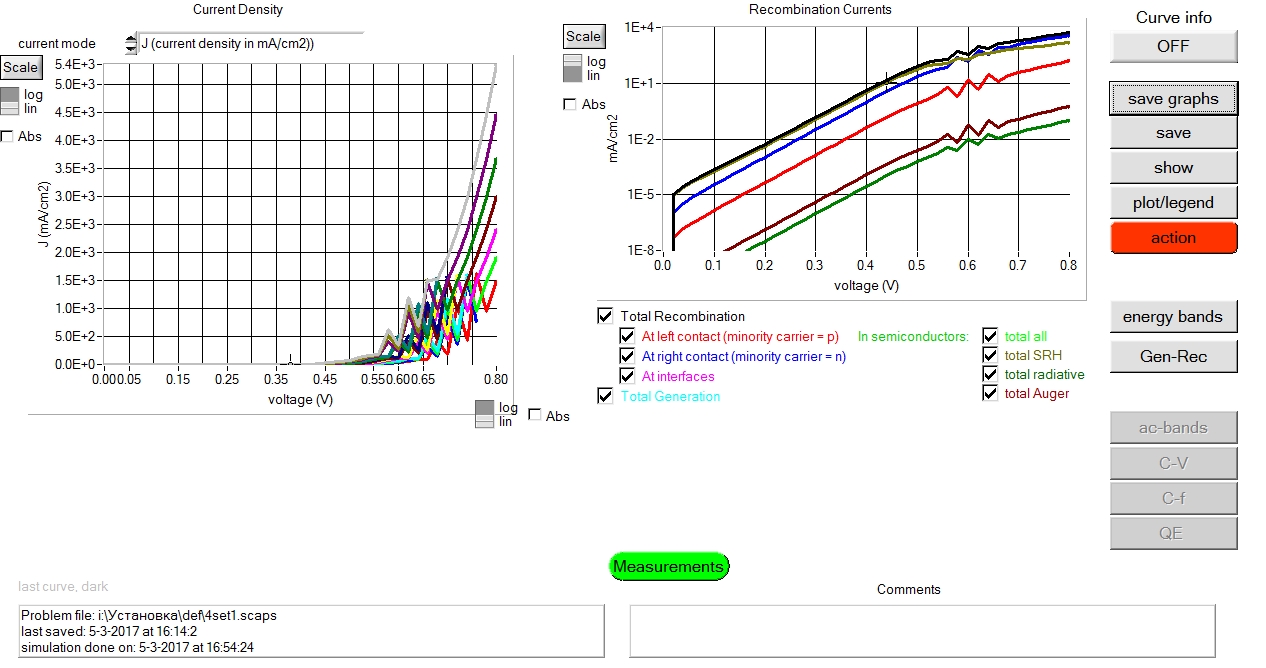 Current Density
current mode
J (current density in mA/cm2))
Scale
log
lin
Abs
J (mA/cm2)
5.4E+3
5.0E+3
4.5E+3
4.0E+3
3.5E+3
3.0E+3
2.5E+3
2.0E+3
1.5E+3
1.0E+3
5.0E+2
0.0E+0
0.000.05 0.15 0.25 0.35 0.45 0.550.600.65 0.80
voltage (V)
log
lin
Abs
Recombination Currents
Scale
log
lin
Abs
mA/cm2
1E+4
1E+1
1E-2
1E-5
1E-8
0.0 0.1 0.2 0.3 0.4 0.5 0.6 0.7 0.8
voltage (V)
Total Recombination
At left contact (minority carrier = p)
At right contact (minority carrier = n)
At interfaces
Total Generation
In semiconductors:
total all
total SRH
total radiative
total Auger
Curve info
OFF
save graphs
save
show
plot/legend
action
energy bands
Gen-Rec
ac-bands
C-V
C-f
QE
Measurements
last curve, dark
Problem file: i:\Установка\def\4set1.scaps
last saved: 5-3-2017 at 16:14:2
simulation done on: 5-3-2017 at 16:54:24
Comments